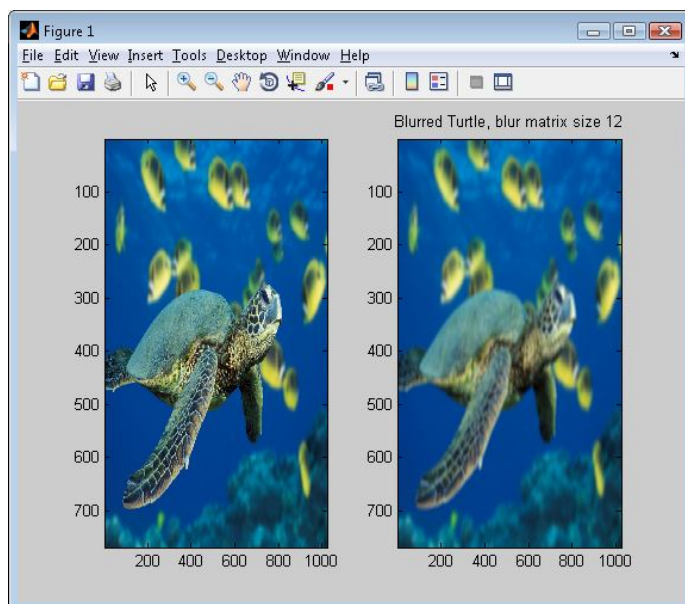 Figure 1
File Edit View Insert Tools Desktop Window Help
Blurred Turtle, blur matrix size 12
100
200
300
400
500
600
700
200 400 600 800 1000
100
200
300
400
500
600
700
200 400 600 800 1000